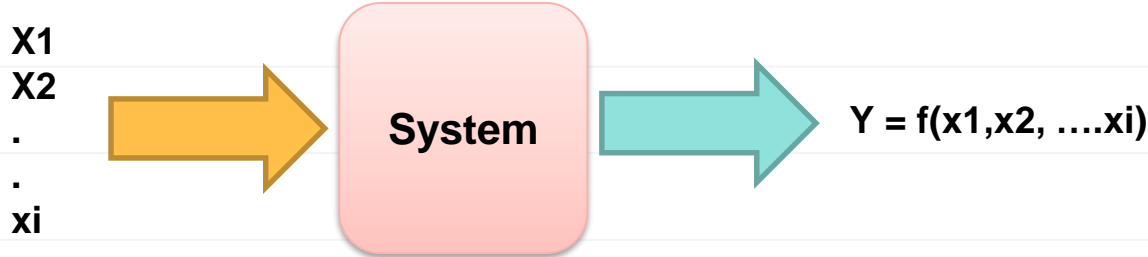 X1
X2
.
.
xi
System
Y = f(x1,x2, ….xi)